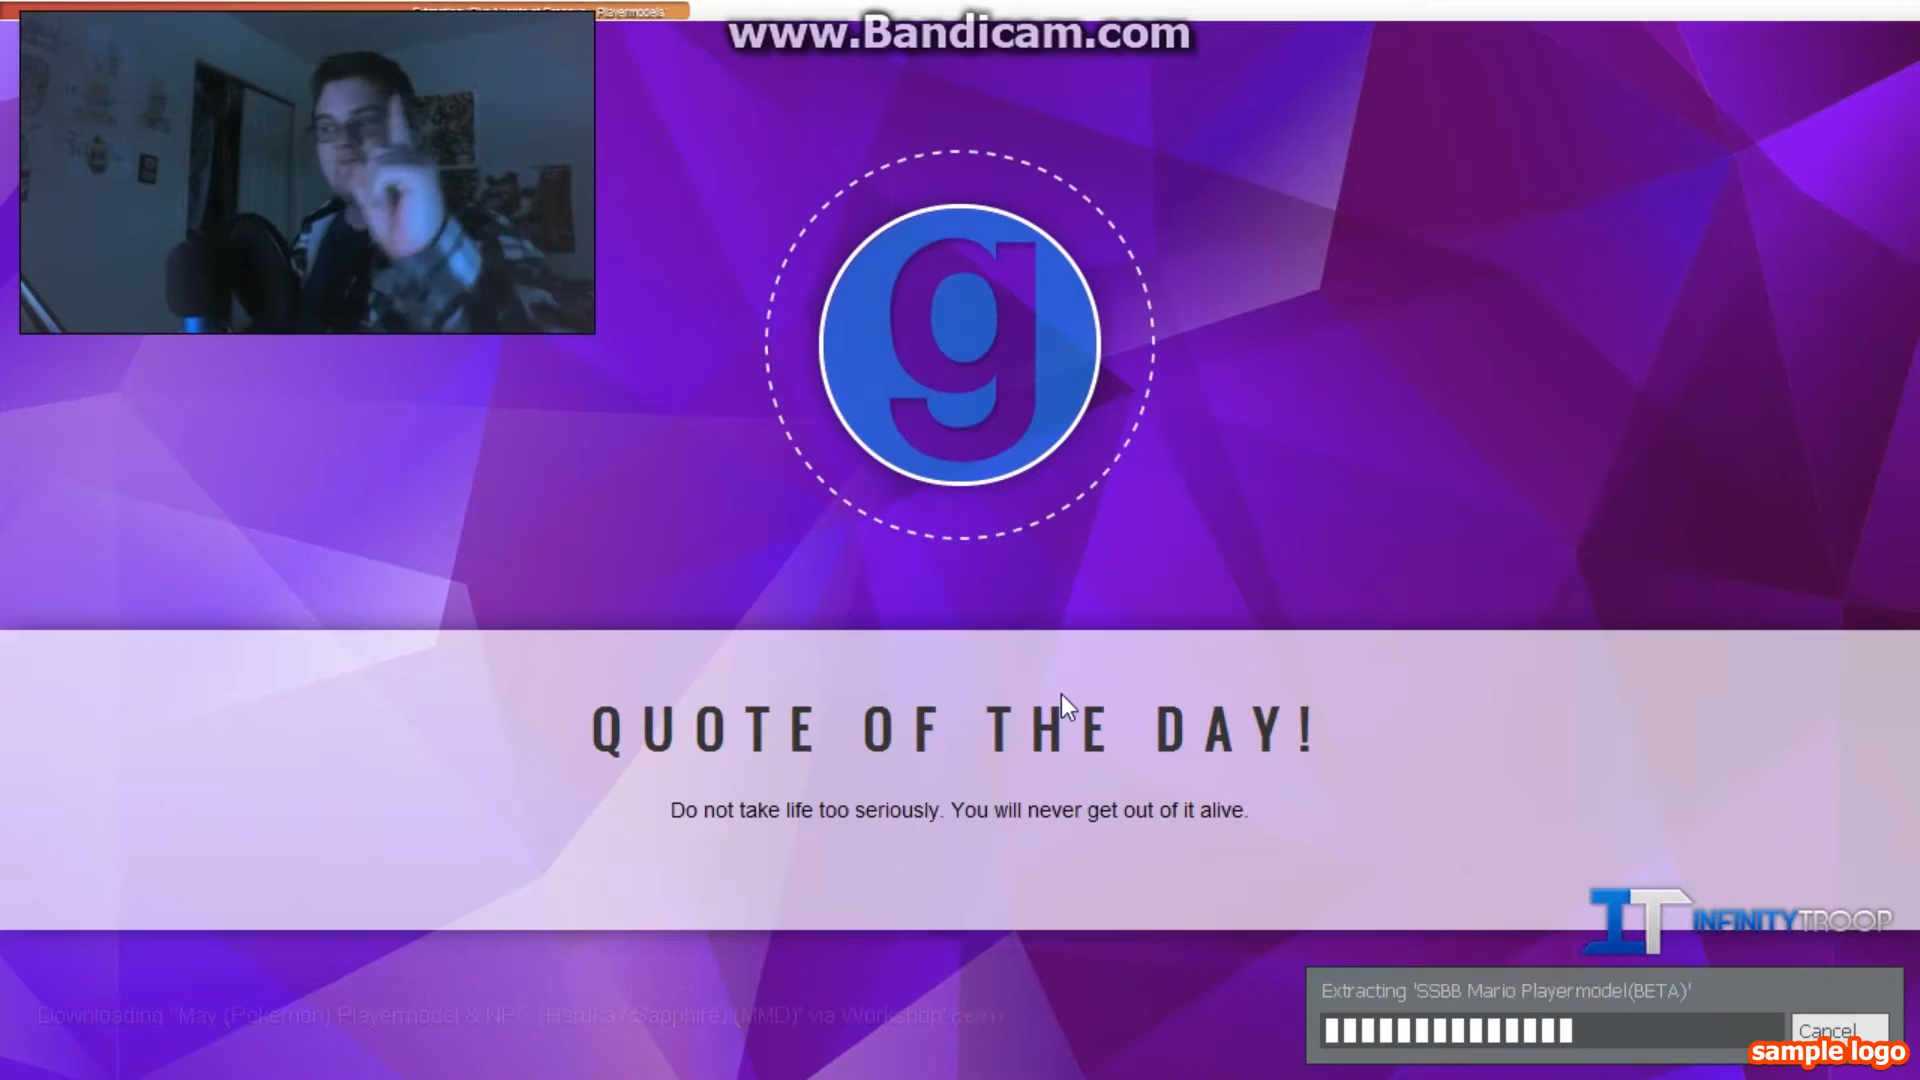 Playermodels'
www.Bandicam.com
g
QUOTE OF THE DAY!
Do not take life too seriously. You will never get out of it alive.
IT INFINITYTROOP
Extracting 'SSBB Mario Playermodel(BETA)'
Downloading "May (Pokemon) Playermodel & NPC (Haruka / Sapphire) (MMD)' via Workshop'
Cancel
sample logo